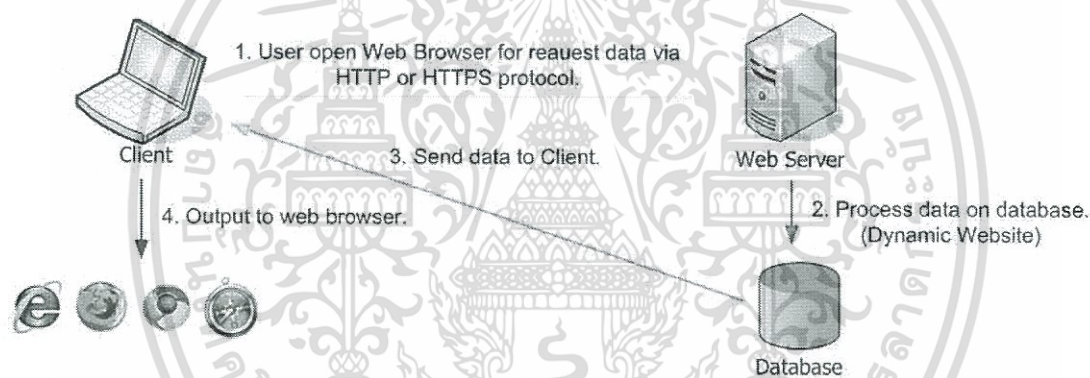 1. User open Web Browser for reauest data via
HTTP or HTTPS protocol.
Client
3. Send data to Client.
Web Server
4. Output to web browser.
2. Process data on database.
(Dynamic Website)
Database